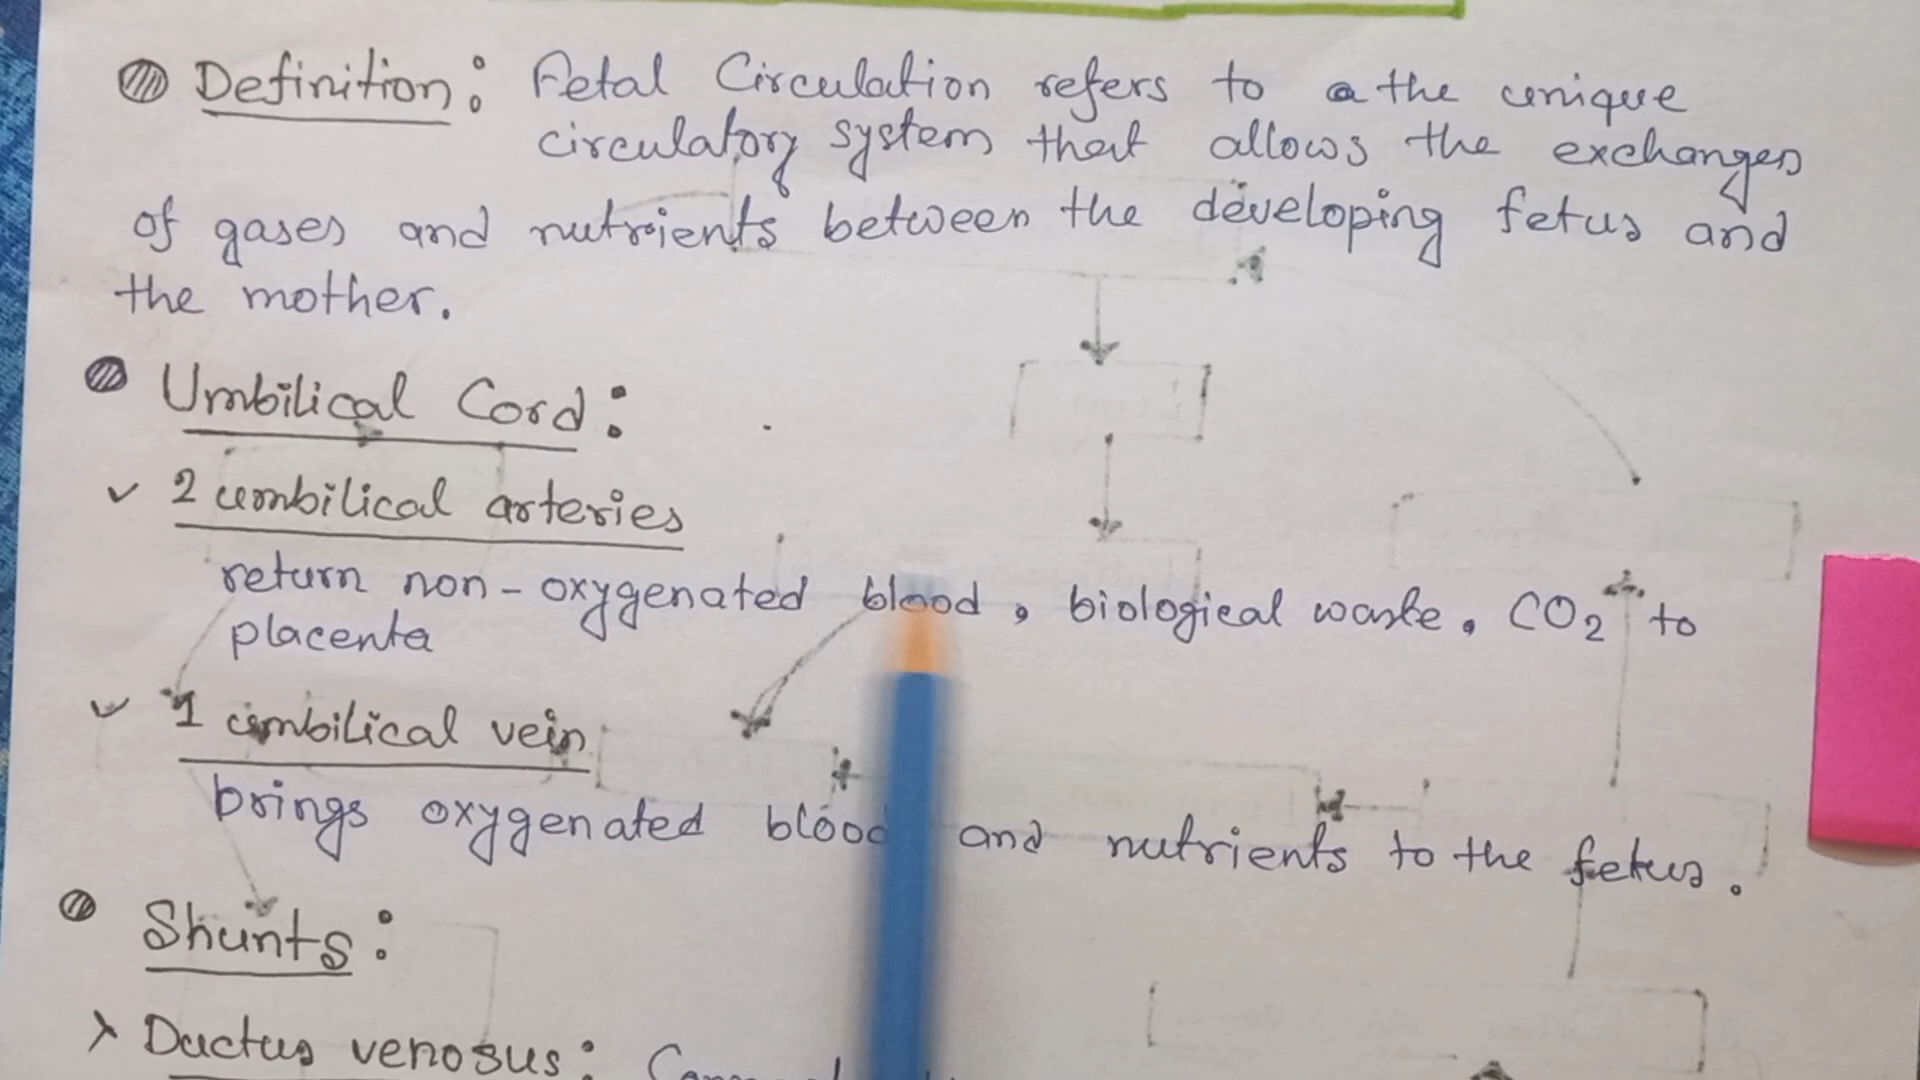 Definition: Fetal Circulation refers to a the unique
circulatory system that allows the exchanges
of gases and nutrients between the developing fetus and
the mother.
Umbilical Cord:
✓ 2 umbilical arteries
return non-oxygenated blood, biological waste, CO2 to
placenta
✓ 1 umbilical vein
brings oxygenated blood and nutrients to the fetus.
Shunts:
> Ductus venosus: